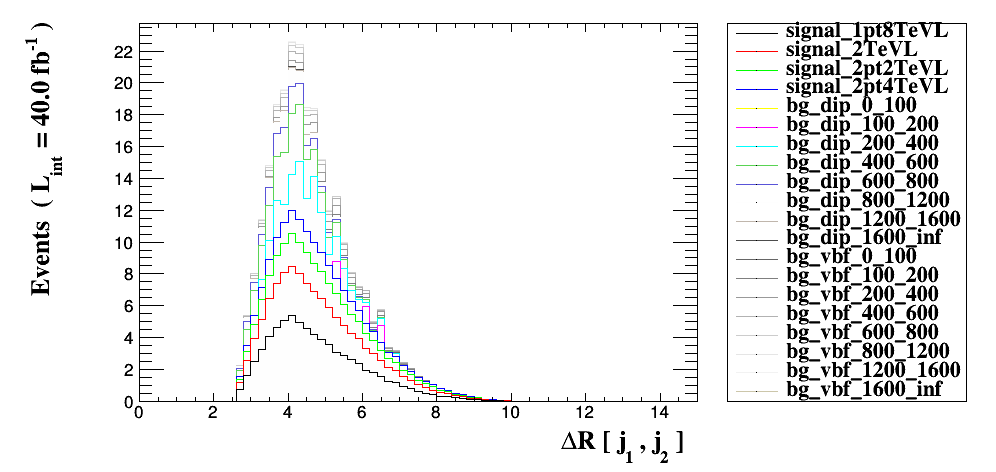 Events ( L_int = 40.0 fb^-1 )
22
20
18
16
14
12
10
8
6
4
2
0
0 2 4 6 8 10 12 14
ΔR [ j_1 , j_2 ]
signal_1pt8TeVL
signal_2TeVL
signal_2pt2TeVL
signal_2pt4TeVL
bg_dip_0_100
bg_dip_100_200
bg_dip_200_400
bg_dip_400_600
bg_dip_600_800
bg_dip_800_1200
bg_dip_1200_1600
bg_dip_1600_inf
bg_vbf_0_100
bg_vbf_100_200
bg_vbf_200_400
bg_vbf_400_600
bg_vbf_600_800
bg_vbf_800_1200
bg_vbf_1200_1600
bg_vbf_1600_inf